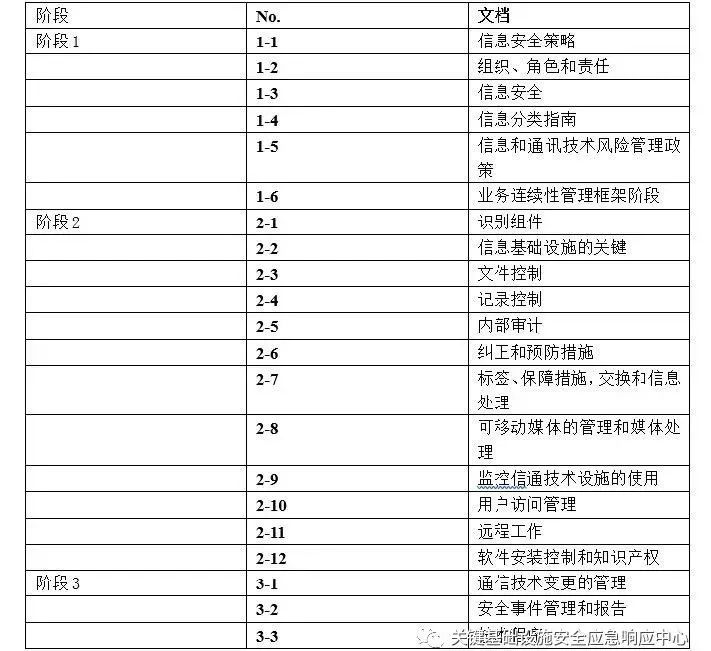 阶段 No. 文档
阶段1 1-1 信息安全策略
1-2 组织、角色和责任
1-3 信息安全
1-4 信息分类指南
1-5 信息和通讯技术风险管理政
策
1-6 业务连续性管理框架阶段
阶段2 2-1 识别组件
2-2 信息基础设施的关键
2-3 文件控制
2-4 记录控制
2-5 内部审计
2-6 纠正和预防措施
2-7 标签、保障措施,交换和信息
处理
2-8 可移动媒体的管理和媒体处
理
2-9 监控信通技术设施的使用
2-10 用户访问管理
2-11 远程工作
2-12 软件安装控制和知识产权
阶段3 3-1 通信技术变更的管理
3-2 安全事件管理和报告
3-3
关键基础设施安全应急响应中心